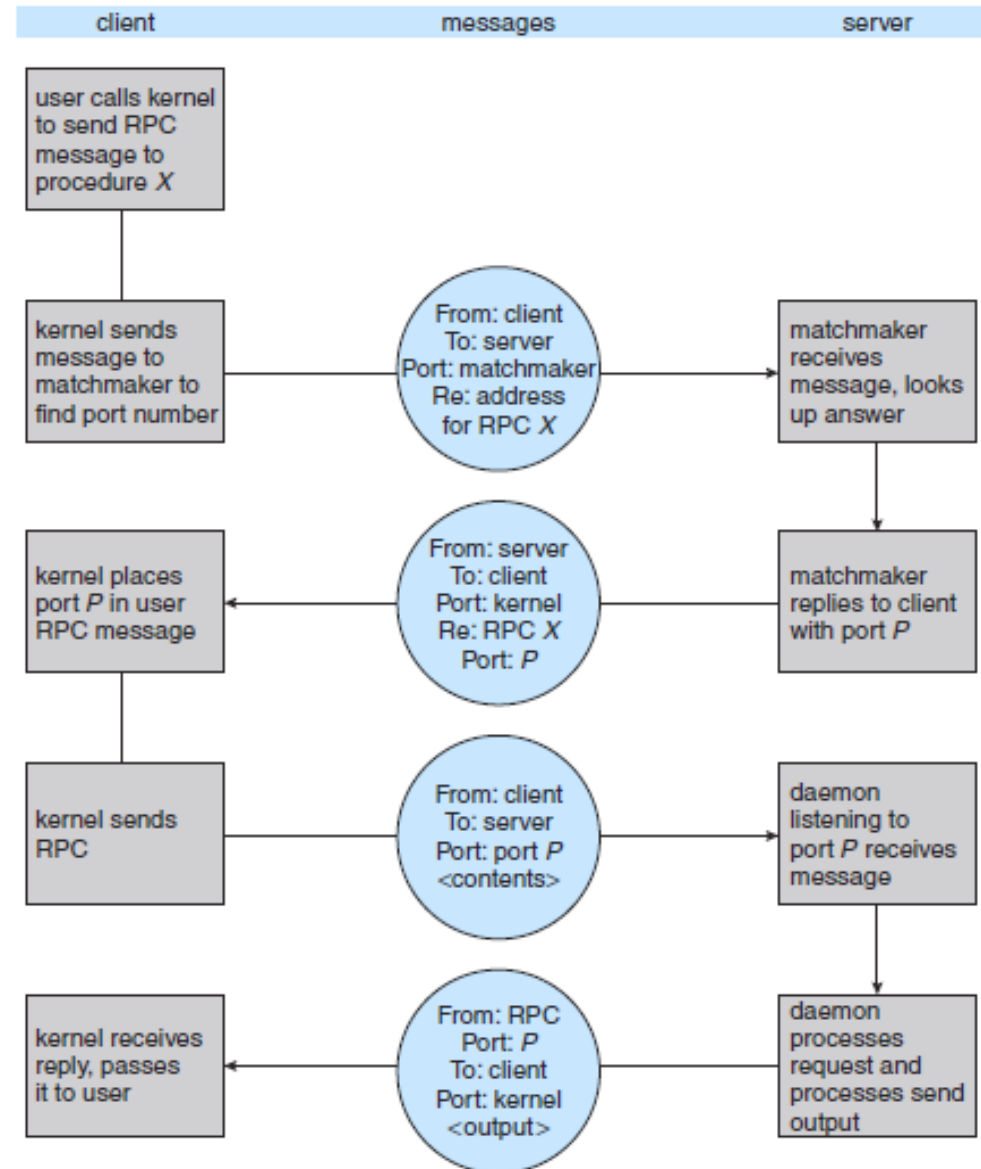 client
messages
server
user calls kernel
to send RPC
message to
procedure X
kernel sends
message to
matchmaker to
find port number
From: client
To: server
Port: matchmaker
Re: address
for RPC X
matchmaker
receives
message, looks
up answer
kernel places
port P in user
RPC message
From: server
To: client
Port: kernel
Re: RPC X
Port: P
matchmaker
replies to client
with port P
kernel sends
RPC
From: client
To: server
Port: port P
<contents>
daemon
listening to
port P receives
message
kernel receives
reply, passes
it to user
From: RPC
Port: P
To: client
Port: kernel
<output>
daemon
processes
request and
processes send
output